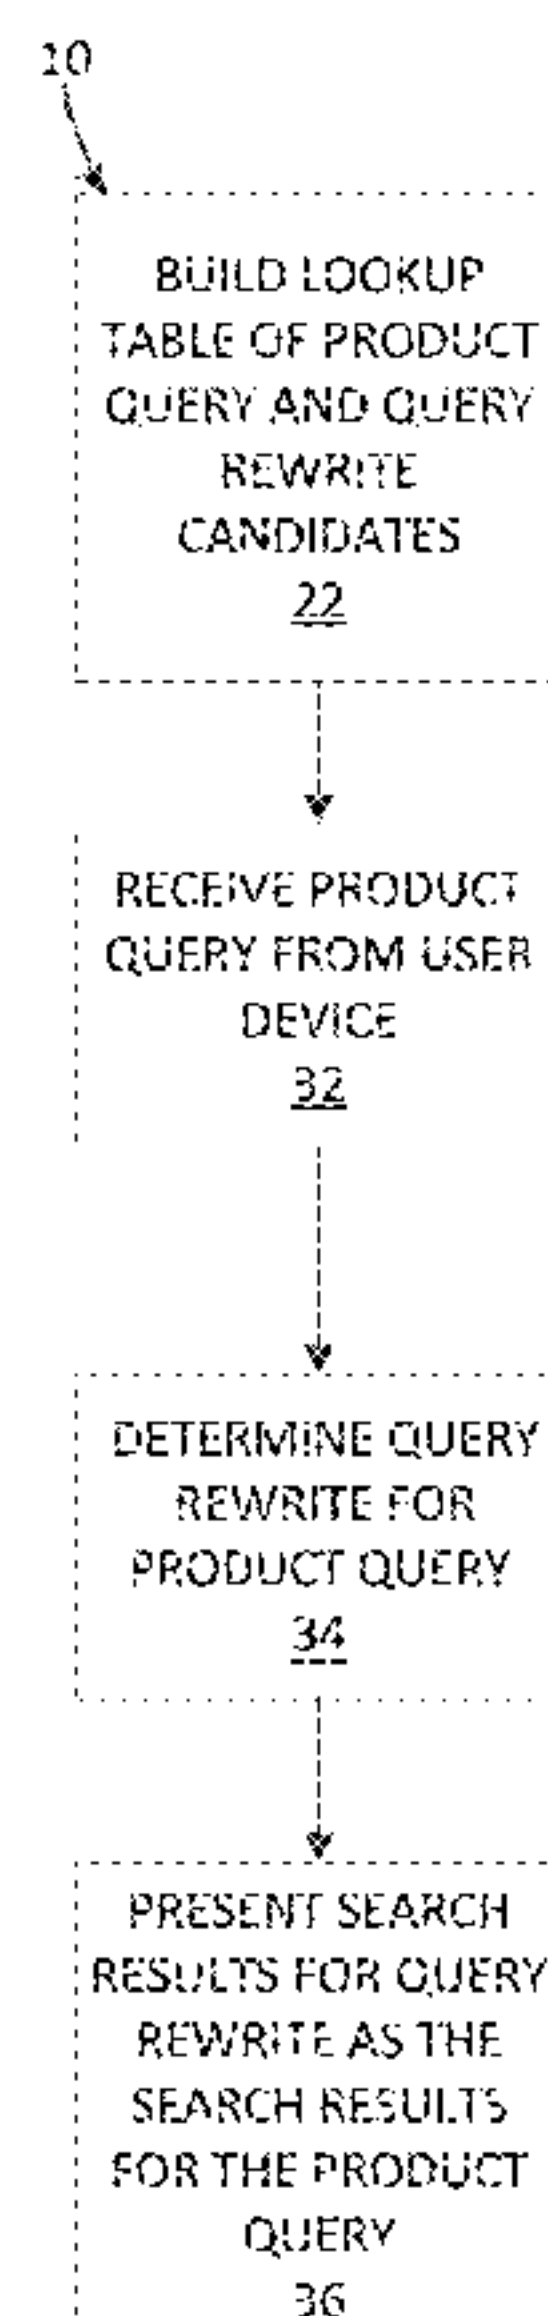 10
BUILD LOOKUP
TABLE OF PRODUCT
QUERY AND QUERY
REWRITE
CANDIDATES
22
RECEIVE PRODUCT
QUERY FROM USER
DEVICE
32
DETERMINE QUERY
REWRITE FOR
PRODUCT QUERY
34
PRESENT SEARCH
RESULTS FOR QUERY
REWRITE AS THE
SEARCH RESULTS
FOR THE PRODUCT
QUERY
36